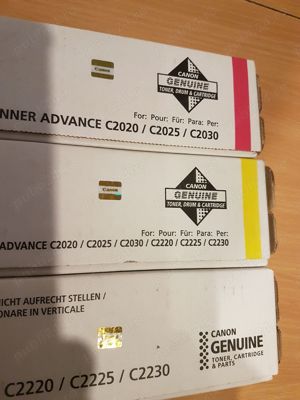 Canon
CANON
GENUINE
TONER, DRUM & CARTRIDGE
For: Pour: Für: Para: Per:
NNER ADVANCE C2020 / C2025 / C2030
Canon
CANON
GENUINE
TONER, DRUM & CARTRIDGE
For: Pour: Für: Para: Per:
ADVANCE C2020 / C2025 / C2030 / C2220 / C2225 / C2230
NICHT AUFRECHT STELLEN /
ONARE IN VERTICALE
CANON
GENUINE
TONER, CARTRIDGE
& PARTS
C2220 / C2225 / C2230